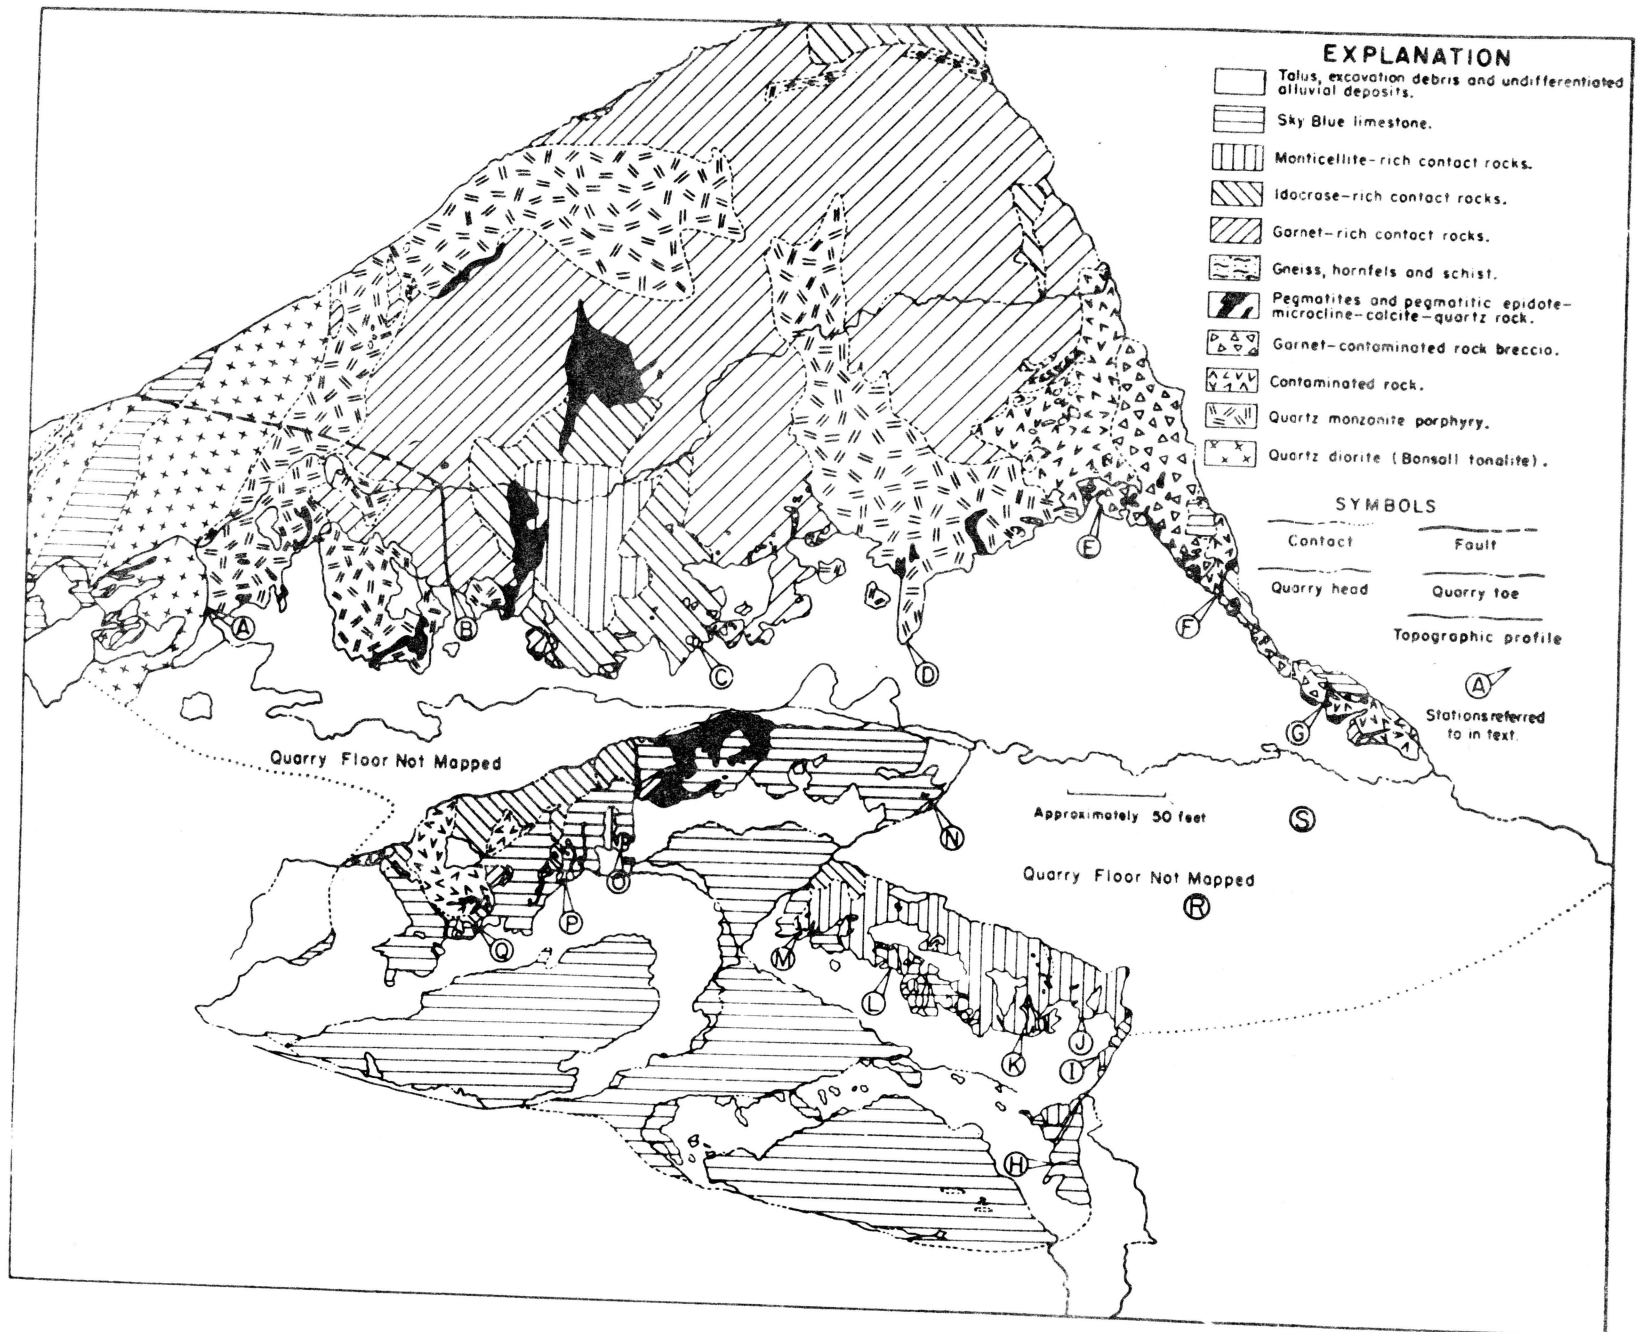 EXPLANATION
Talus, excavation debris and undifferentiated
alluvial deposits.
Sky Blue limestone.
Monticellite-rich contact rocks.
Idocrase-rich contact rocks.
Garnet-rich contact rocks.
Gneiss, hornfels and schist.
Pegmatites and pegmatitic epidote-
microcline-calcite-quartz rock.
Garnet-contaminated rock breccia.
Contaminated rock.
Quartz monzonite porphyry.
Quartz diorite (Bonsall tonalite).
SYMBOLS
Contact
Fault
Quarry head
Quarry toe
Topographic profile
A
Stations referred
to in text.
A
B
C
D
E
F
G
Quarry Floor Not Mapped
Approximately 50 feet
S
N
O
P
Q
Quarry Floor Not Mapped
R
M
L
K
J
I
H